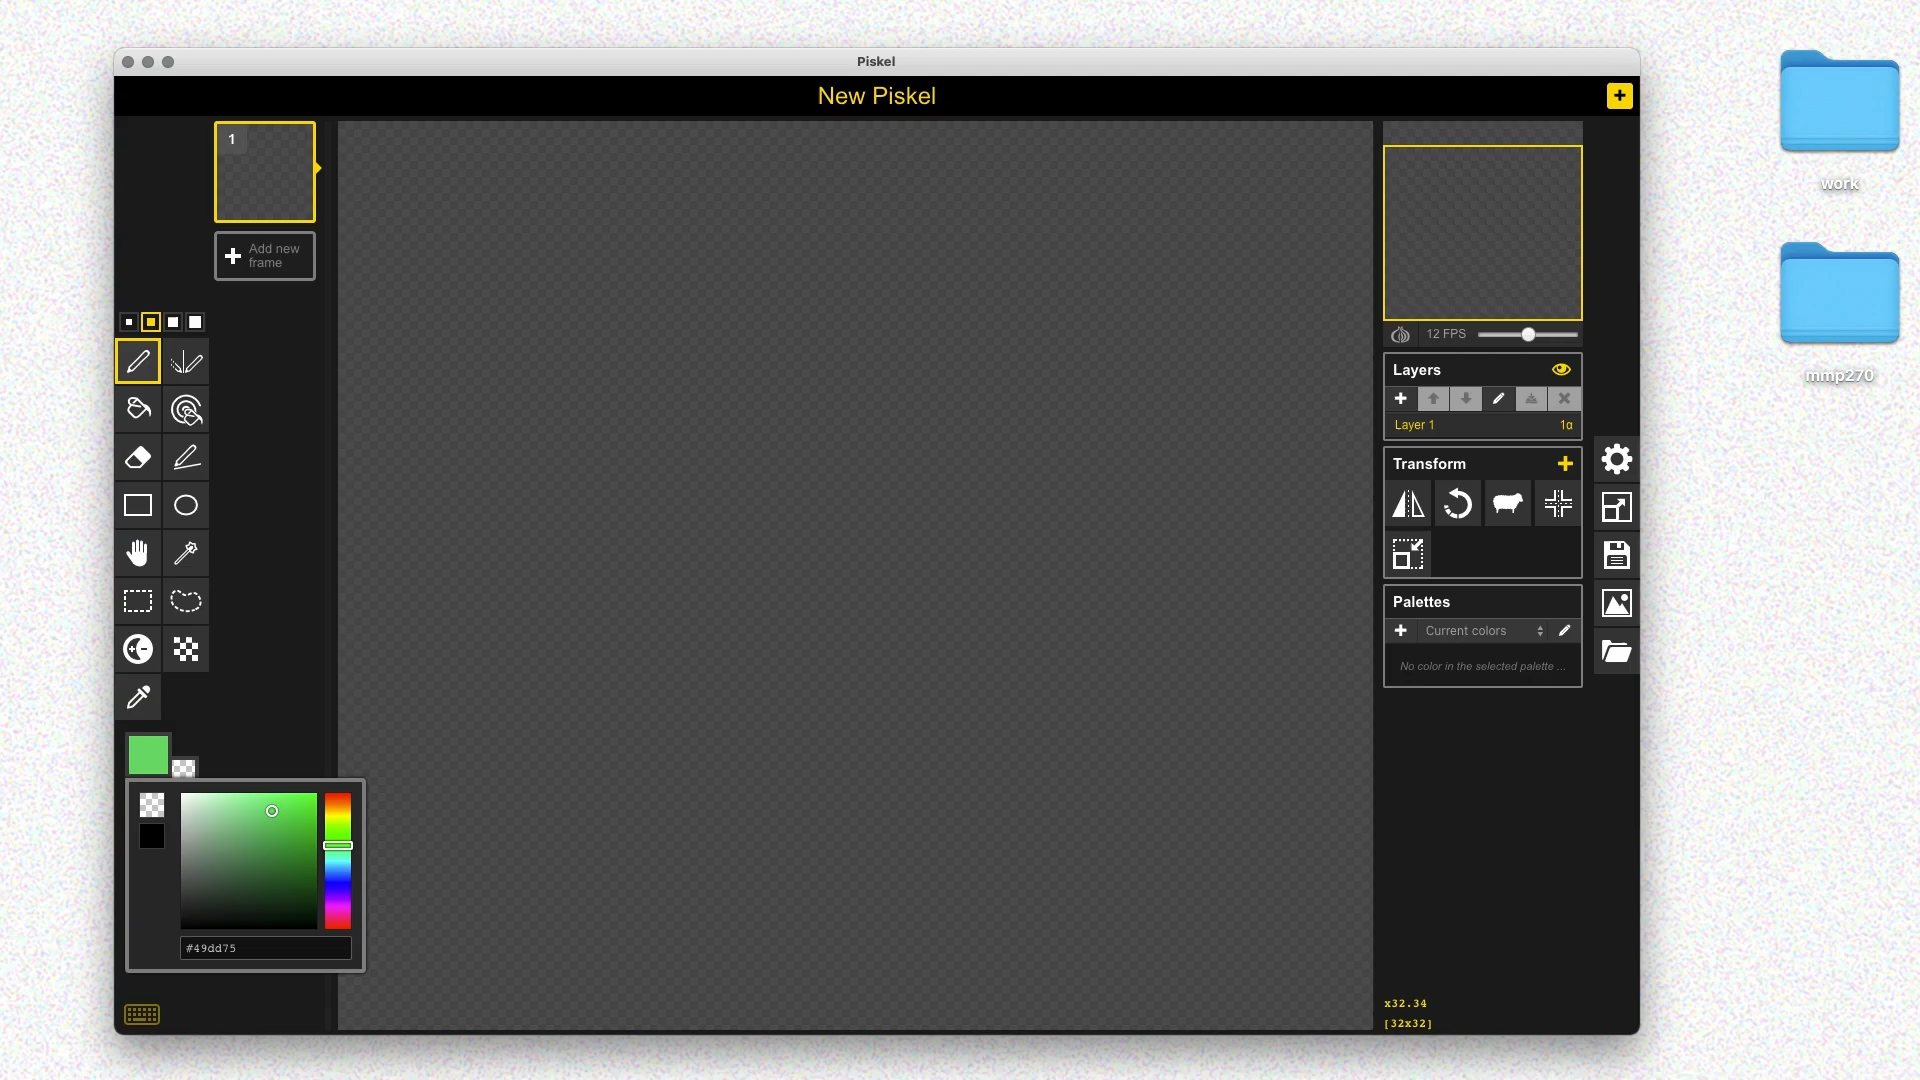 Piskel
New Piskel
1
Add new
frame
12 FPS
Layers
Layer 1
1α
Transform
Palettes
Current colors
No color in the selected palette ...
#49dd75
x32.34
[32x32]
work
mmp270